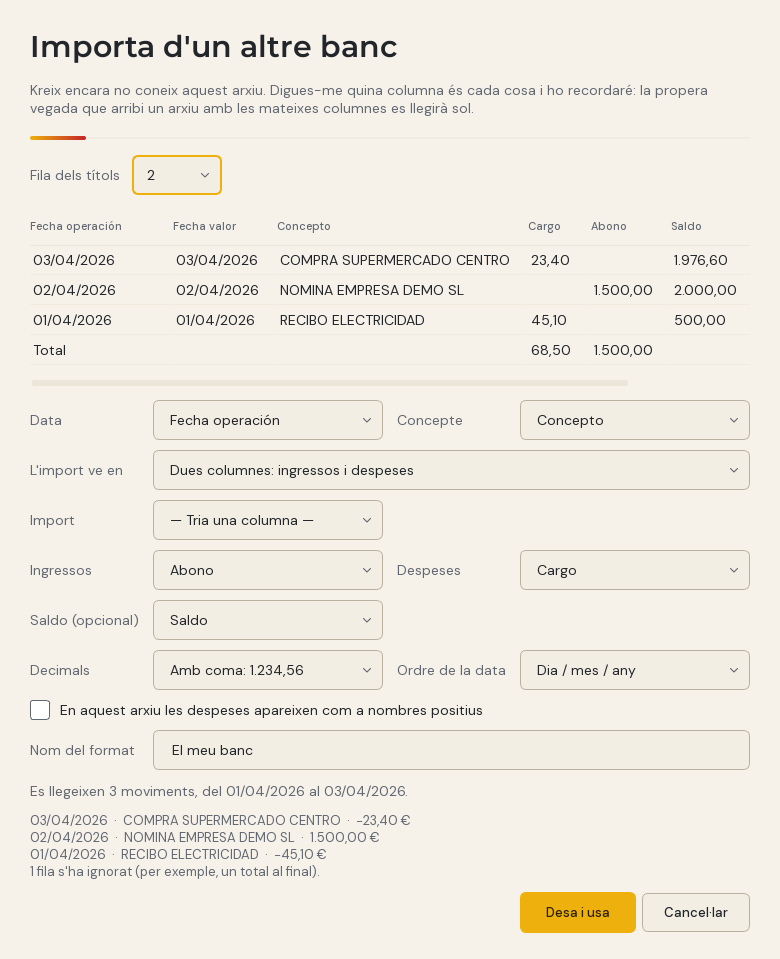 Importa d'un altre banc
Kreix encara no coneix aquest arxiu. Digues-me quina columna és cada cosa i ho recordaré: la propera
vegada que arribi un arxiu amb les mateixes columnes es llegirà sol.
Fila dels títols 2
Fecha operación Fecha valor Concepto Cargo Abono Saldo
03/04/2026 03/04/2026 COMPRA SUPERMERCADO CENTRO 23,40 1.976,60
02/04/2026 02/04/2026 NOMINA EMPRESA DEMO SL 1.500,00 2.000,00
01/04/2026 01/04/2026 RECIBO ELECTRICIDAD 45,10 500,00
Total 68,50 1.500,00
Data Fecha operación Concepte Concepto
L'import ve en Dues columnes: ingressos i despeses
Import — Tria una columna —
Ingressos Abono Despeses Cargo
Saldo (opcional) Saldo
Decimals Amb coma: 1.234,56 Ordre de la data Dia / mes / any
En aquest arxiu les despeses apareixen com a nombres positius
Nom del format El meu banc
Es llegeixen 3 moviments, del 01/04/2026 al 03/04/2026.
03/04/2026 · COMPRA SUPERMERCADO CENTRO · -23,40 €
02/04/2026 · NOMINA EMPRESA DEMO SL · 1.500,00 €
01/04/2026 · RECIBO ELECTRICIDAD · -45,10 €
1 fila s'ha ignorat (per exemple, un total al final).
Desa i usa Cancel·lar